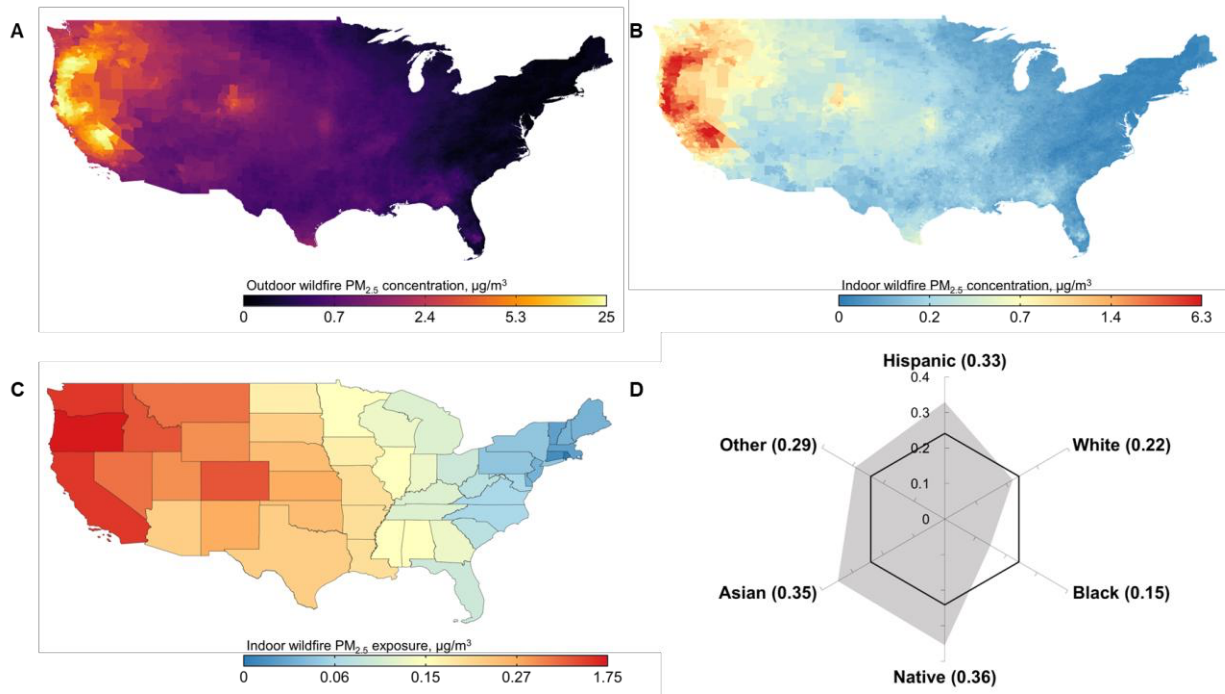 A
Outdoor wildfire PM2.5 concentration, μg/m3
0 0.7 2.4 5.3 25
B
Indoor wildfire PM2.5 concentration, μg/m3
0 0.2 0.7 1.4 6.3
C
Indoor wildfire PM2.5 exposure, μg/m3
0 0.06 0.15 0.27 1.75
D
Hispanic (0.33)
0.4
0.3
Other (0.29)
White (0.22)
0.2
0.1
0
Asian (0.35)
Black (0.15)
Native (0.36)